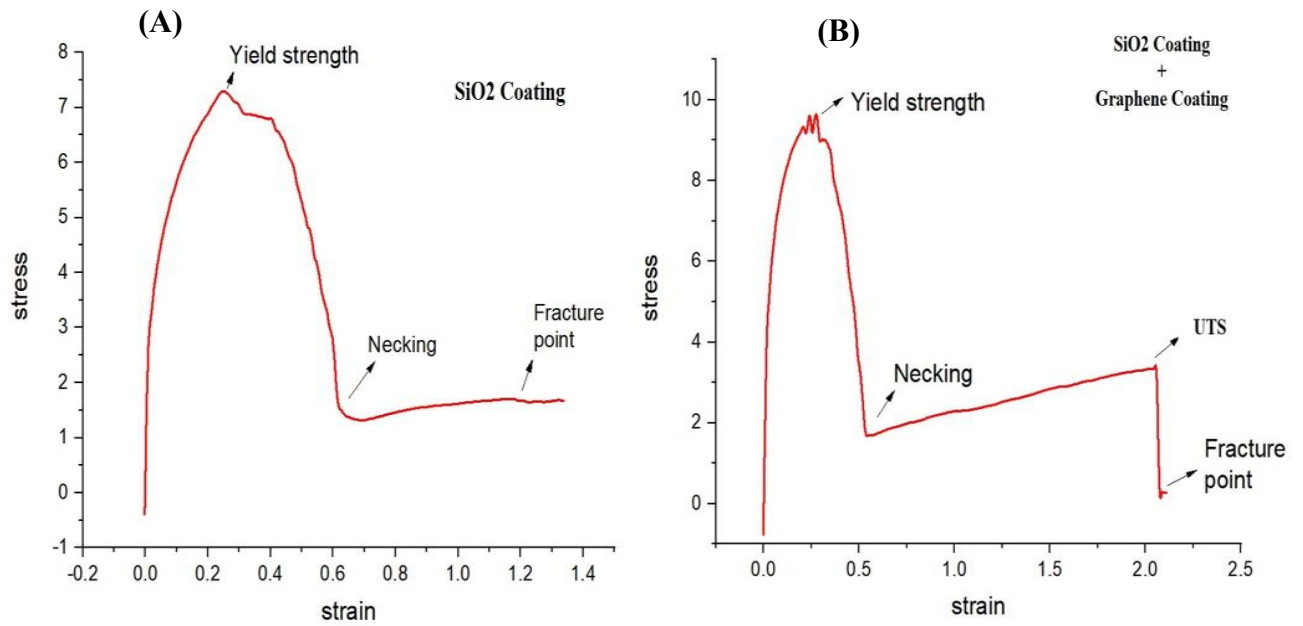 (A)
Yield strength
SiO2 Coating
8
7
6
5
4
3
2
1
0
-1
stress
Necking
Fracture
point
-0.2 0.0 0.2 0.4 0.6 0.8 1.0 1.2 1.4
strain
(B)
SiO2 Coating
+
Graphene Coating
Yield strength
10
8
6
4
2
0
stress
UTS
Necking
Fracture
point
0.0 0.5 1.0 1.5 2.0 2.5
strain